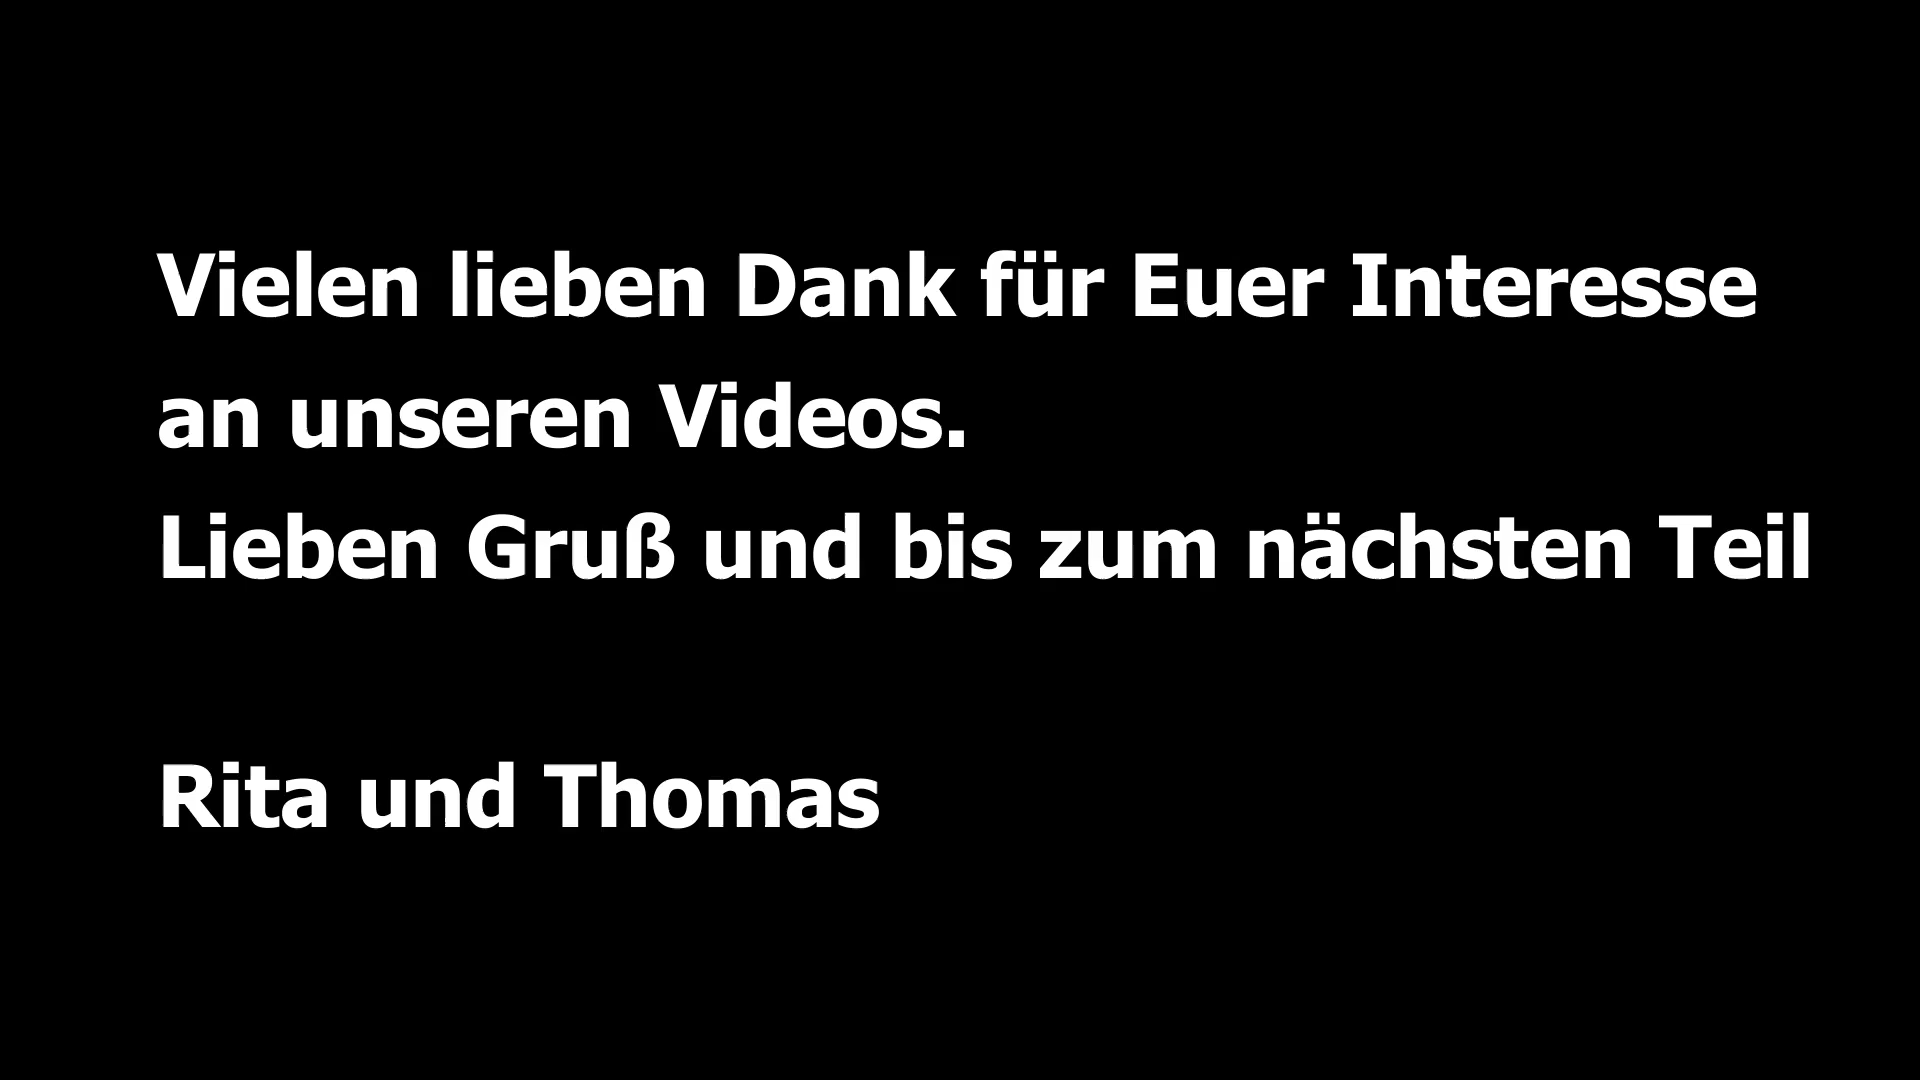 Vielen lieben Dank für Euer Interesse
an unseren Videos.
Lieben Gruß und bis zum nächsten Teil
Rita und Thomas